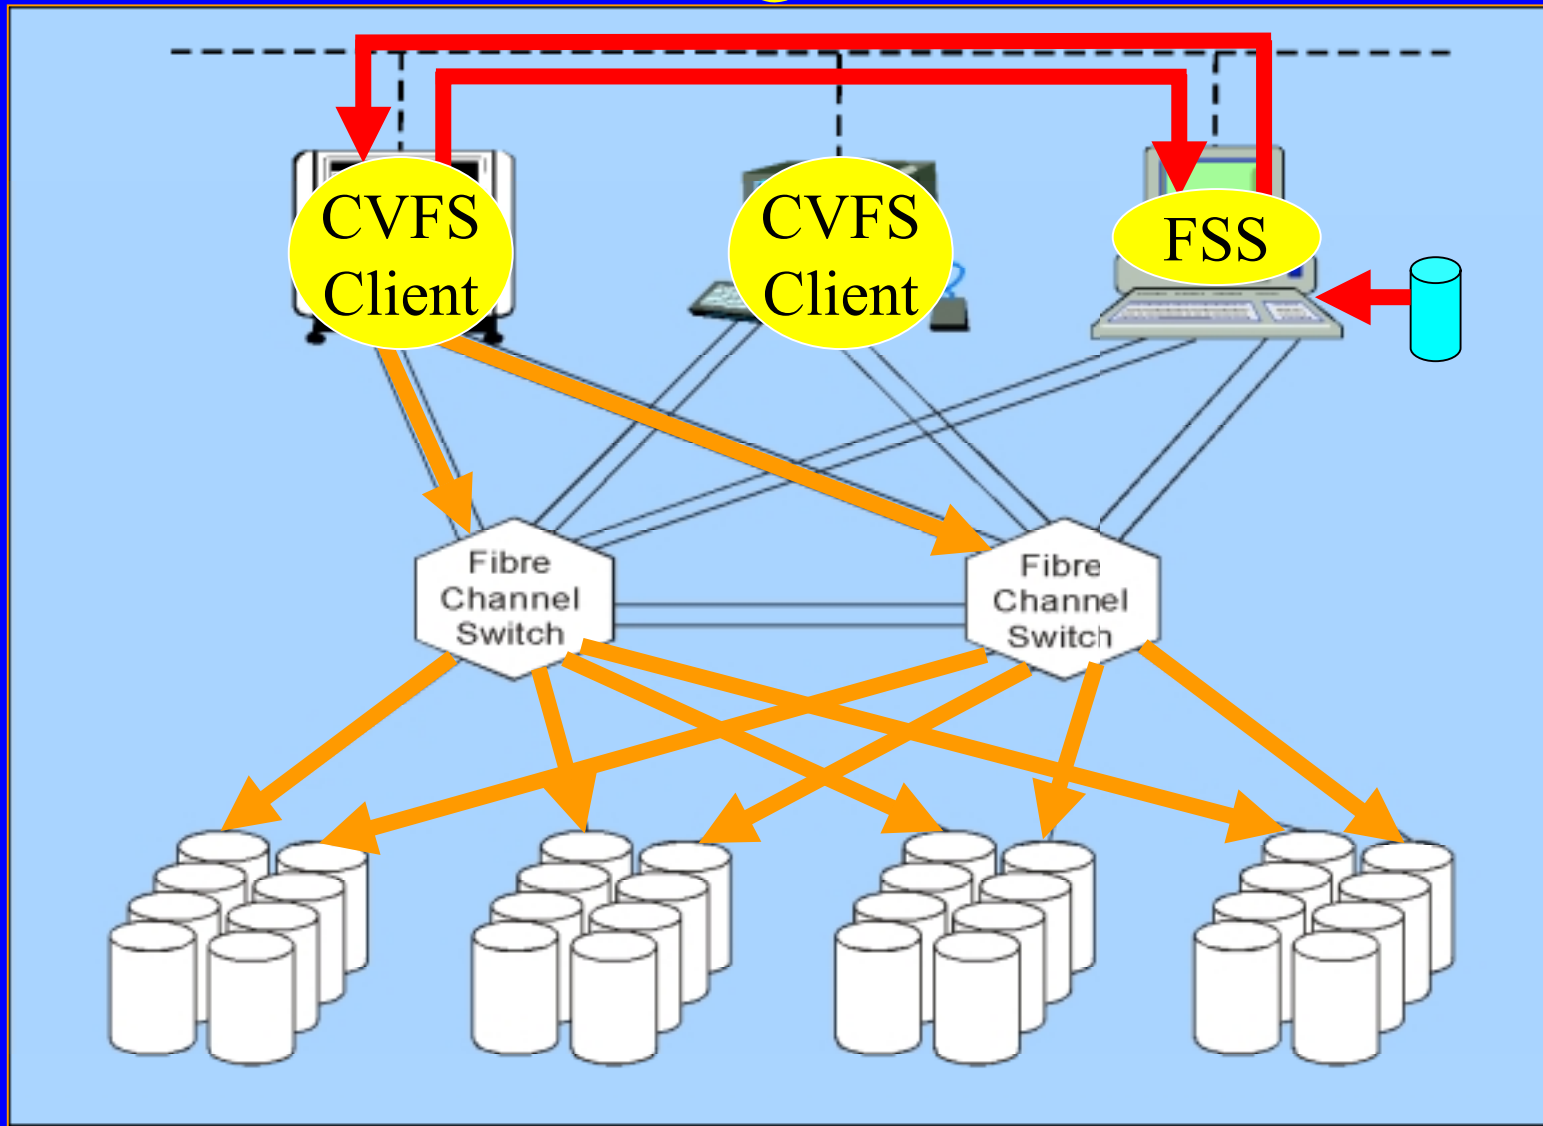 CVFS
Client
CVFS
Client
FSS
Fibre
Channel
Switch
Fibre
Channel
Switch